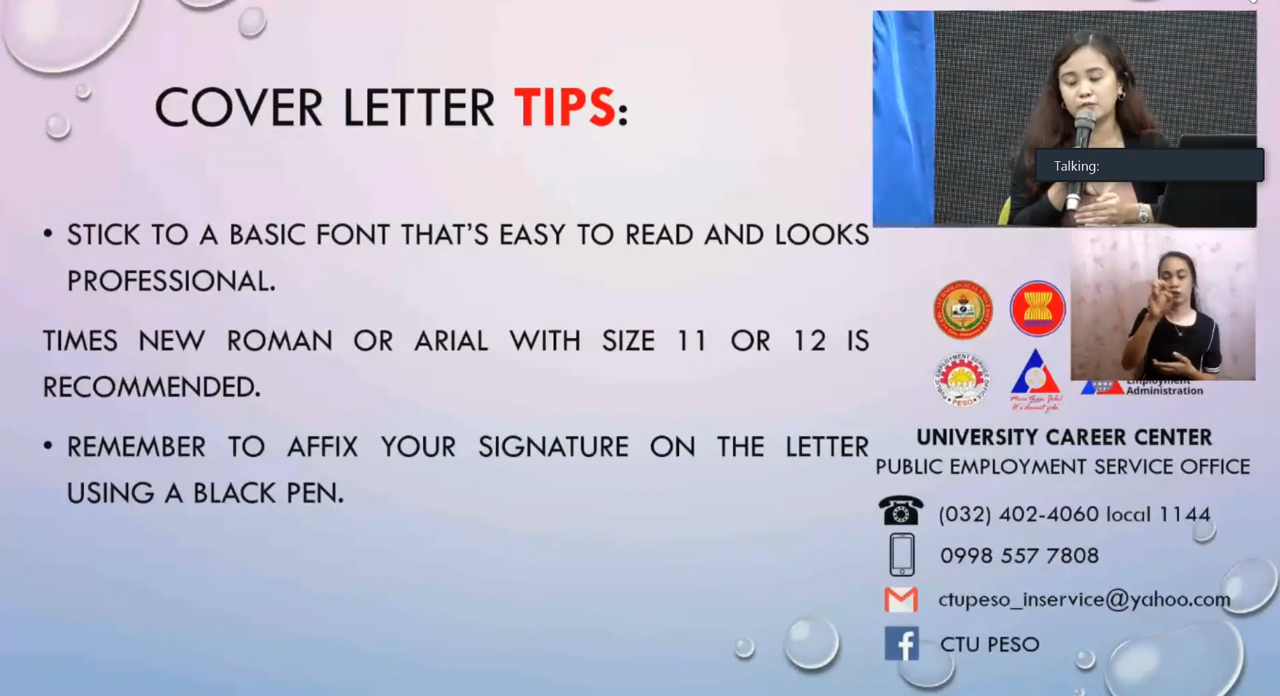 COVER LETTER TIPS:
• STICK TO A BASIC FONT THAT'S EASY TO READ AND LOOKS
PROFESSIONAL.
TIMES NEW ROMAN OR ARIAL WITH SIZE 11 OR 12 IS
RECOMMENDED.
• REMEMBER TO AFFIX YOUR SIGNATURE ON THE LETTER
USING A BLACK PEN.
Talking:
PESO
Employment
Administration
UNIVERSITY CAREER CENTER
PUBLIC EMPLOYMENT SERVICE OFFICE
(032) 402-4060 local 1144
0998 557 7808
ctupeso_inservice@yahoo.com
CTU PESO